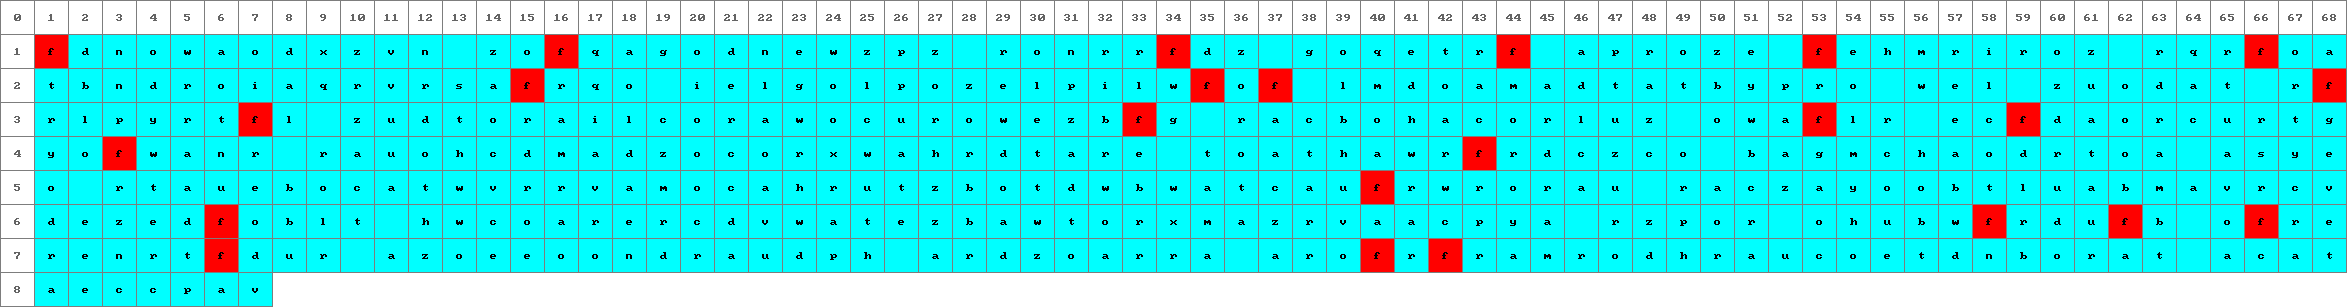 0 1 2 3 4 5 6 7 8 9 10 11 12 13 14 15 16 17 18 19 20 21 22 23 24 25 26 27 28 29 30 31 32 33 34 35 36 37 38 39 40 41 42 43 44 45 46 47 48 49 50 51 52 53 54 55 56 57 58 59 60 61 62 63 64 65 66 67 68
1 f d n o w a o d x z v n   z o f q a g o d n e w z p z   r o n r r f d z   g o q e t r f   a p r o z e   f e h m r i r o z   r q r f o a
2 t b n d r o i a q r v r s a f r q o   i e l g o l p o z e l p i l w f o f   l m d o a m a d t a t b y p r o   w e l   z u o d a t   r f
3 r l p y r t f l   z u d t o r a i l c o r a w o c u r o w e z b f g   r a c b o h a c o r l u z   o w a f l r   e c f d a o r c u r t g
4 y o f w a n r   r a u o h c d m a d z o c o r x w a h r d t a r e   t o a t h a w r f r d c z c o   b a g m c h a o d r t o a   a s y e
5 o   r t a u e b o c a t w v r r v a m o c a h r u t z b o t d w b w a t c a u f r w r o r a u   r a c z a y o o b t l u a b m a v r c v
6 d e z e d f o b l t   h w c o a r e r c d v w a t e z b a w t o r x m a z r v a a c p y a   r z p o r   o h u b w f r d u f b   o f r e
7 r e n r t f d u r   a z o e e o o n d r a u d p h   a r d z o a r r a   a r o f r f r a m r o d h r a u c o e t d n b o r a t   a c a t
8 a e c c p a v